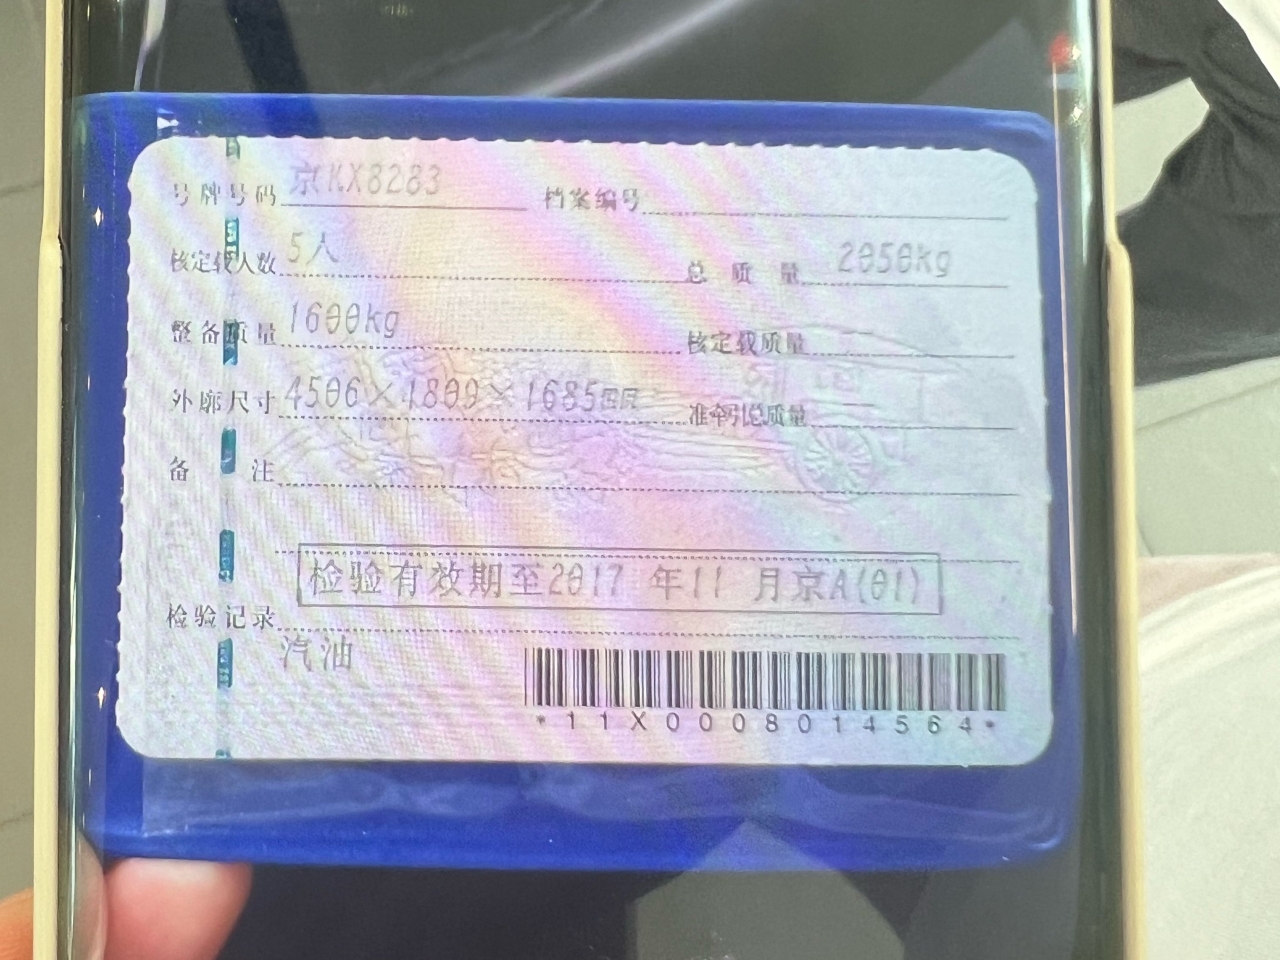 号牌号码 京KX8283 档案编号
核定载人数 5人 总质量 2050kg
整备质量 1600kg 核定载质量 —
外廓尺寸 4506×1809×1685mm 准牵引总质量 —
备注
检验有效期至2017 年11 月京A(01)
检验记录
汽油
*11X0008014564*